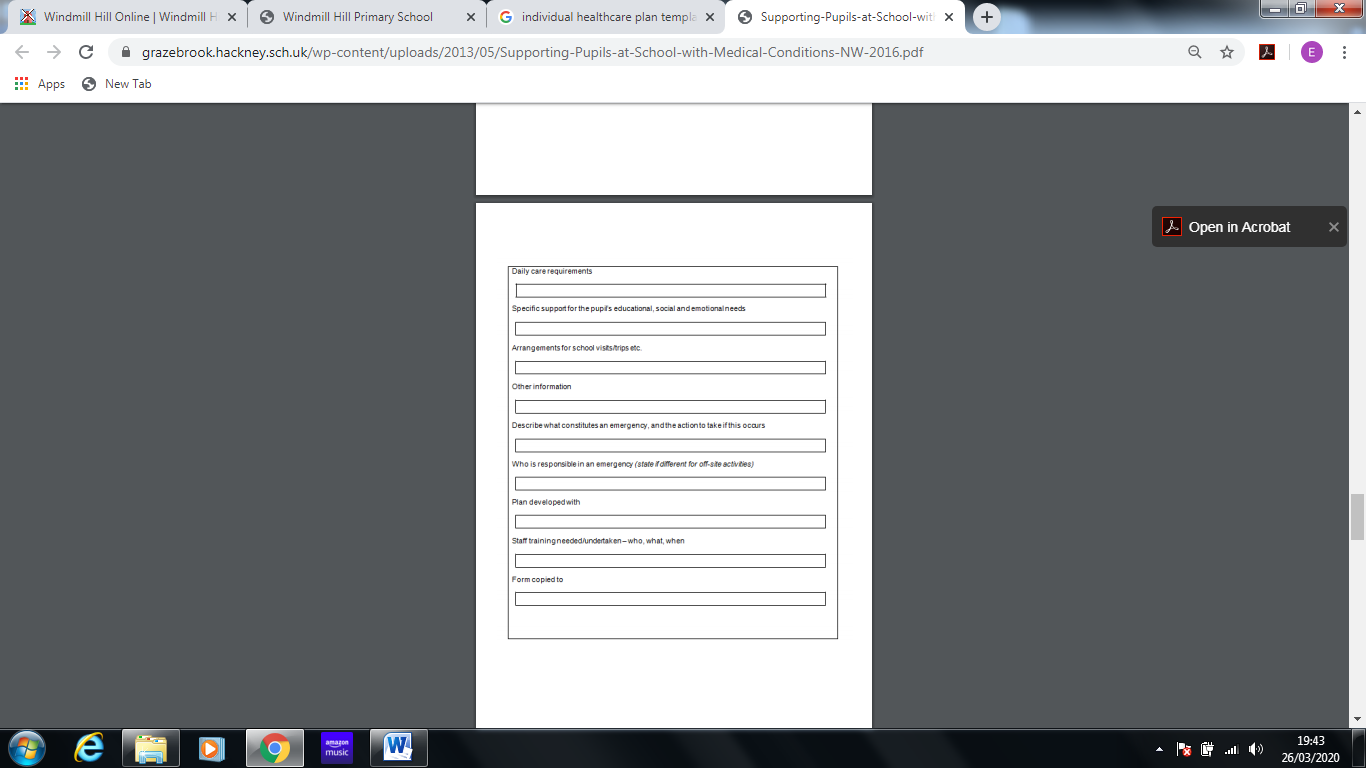 Windmill Hill Online | Windmill H
Windmill Hill Primary School
individual healthcare plan templa
Supporting-Pupils-at-School-with
grazebrook.hackney.sch.uk/wp-content/uploads/2013/05/Supporting-Pupils-at-School-with-Medical-Conditions-NW-2016.pdf
E
Apps
New Tab
Open in Acrobat
Daily care requirements
Specific support for the pupil's educational, social and emotional needs
Arrangements for school visits/trips etc.
Other information
Describe what constitutes an emergency, and the action to take if this occurs
Who is responsible in an emergency (state if different for off-site activities)
Plan developed with
Staff training needed/undertaken – who, what, when
Form copied to
amazon
music
19:43
26/03/2020